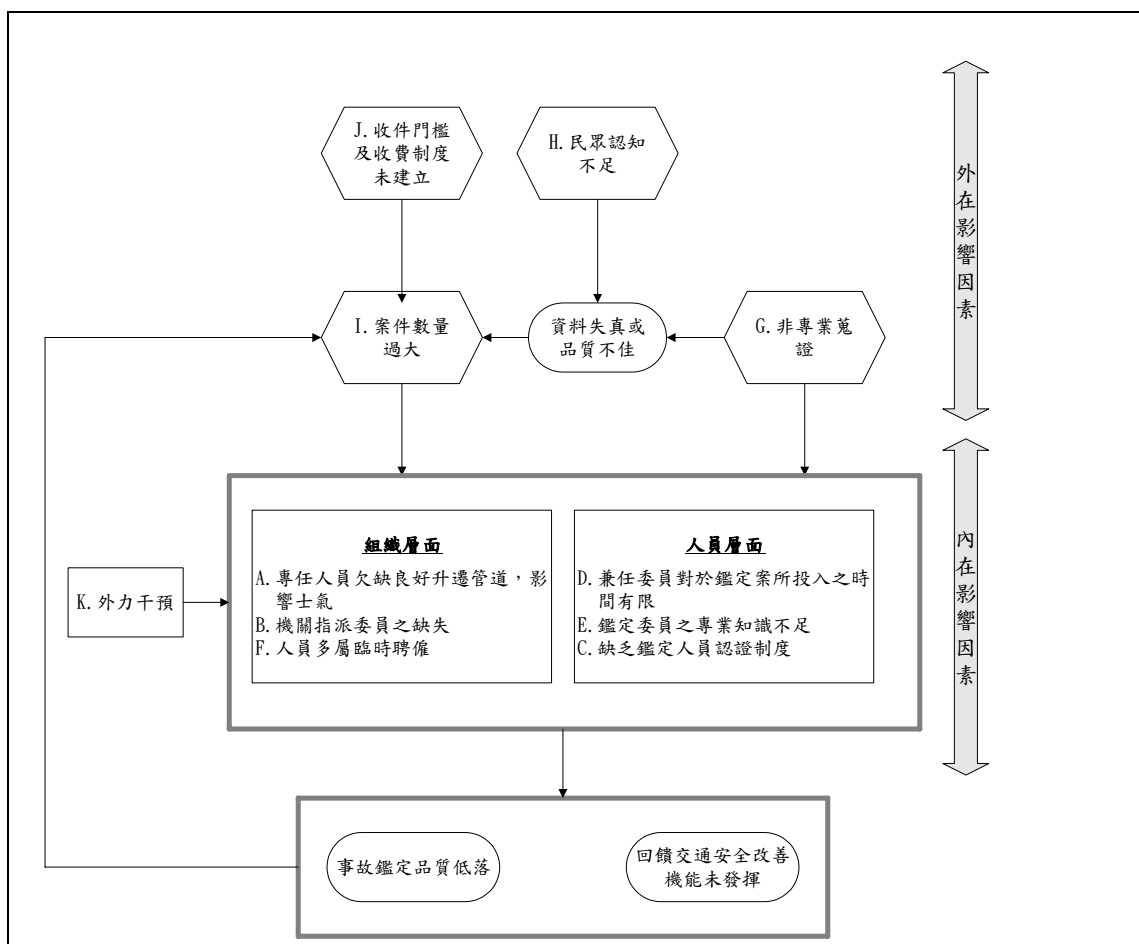 J.收件門檻
及收費制度
未建立
H.民眾認知
不足
I.案件數量
過大
資料失真或
品質不佳
G.非專業蒐
證
外在影響因素
K.外力干預
組織層面
A.專任人員欠缺良好升遷管道，影
響士氣
B.機關指派委員之缺失
F.人員多屬臨時聘僱
人員層面
D.兼任委員對於鑑定案所投入之時
間有限
E.鑑定委員之專業知識不足
C.缺乏鑑定人員認證制度
內在影響因素
事故鑑定品質低落
回饋交通安全改善
機能未發揮